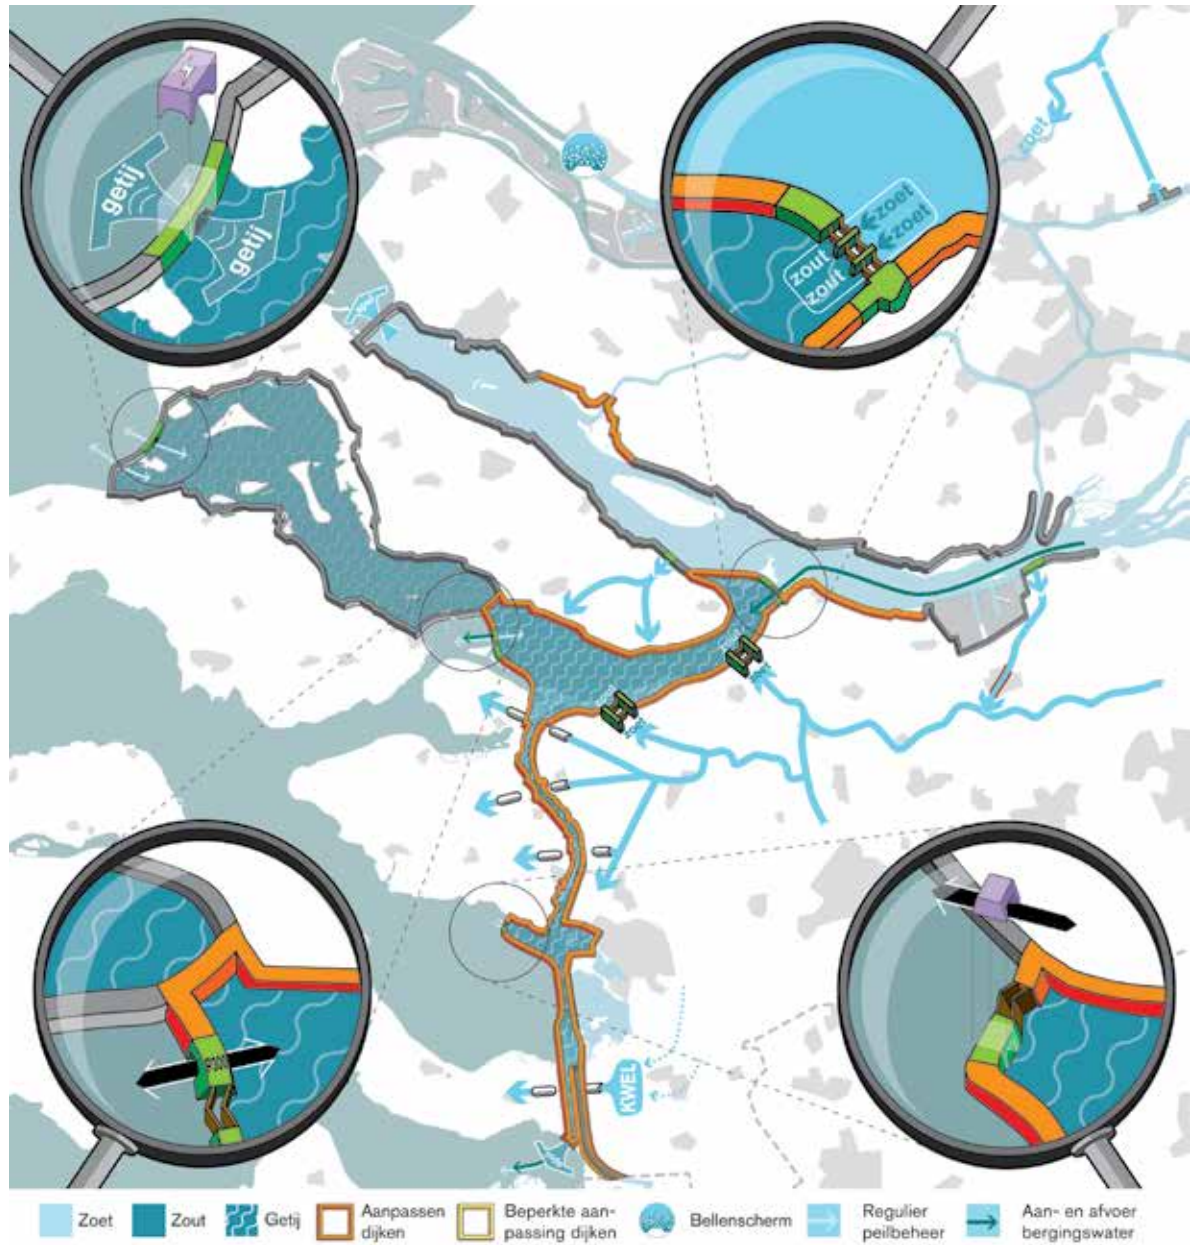 getij
getij
zoet
zoet
zoet
zout
zout
zoet
KWEL
Zoet
Zout
Getij
Aanpassen
dijken
Beperkte aan-
passing dijken
Bellenscherm
Regulier
peilbeheer
Aan- en afvoer
bergingswater